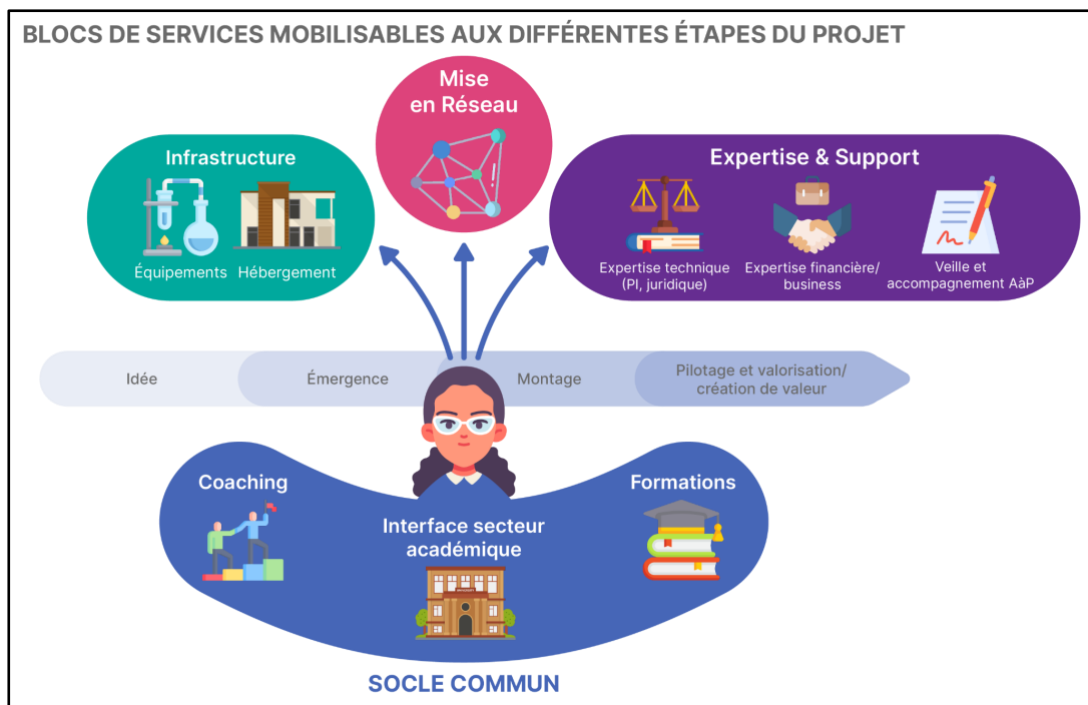 BLOCS DE SERVICES MOBILISABLES AUX DIFFÉRENTES ÉTAPES DU PROJET
Mise
en Réseau
Infrastructure
Équipements
Hébergement
Expertise & Support
Expertise technique
(PI, juridique)
Expertise financière/
business
Veille et
accompagnement AàP
Idée
Émergence
Montage
Pilotage et valorisation/
création de valeur
Coaching
Interface secteur
académique
Formations
SOCLE COMMUN